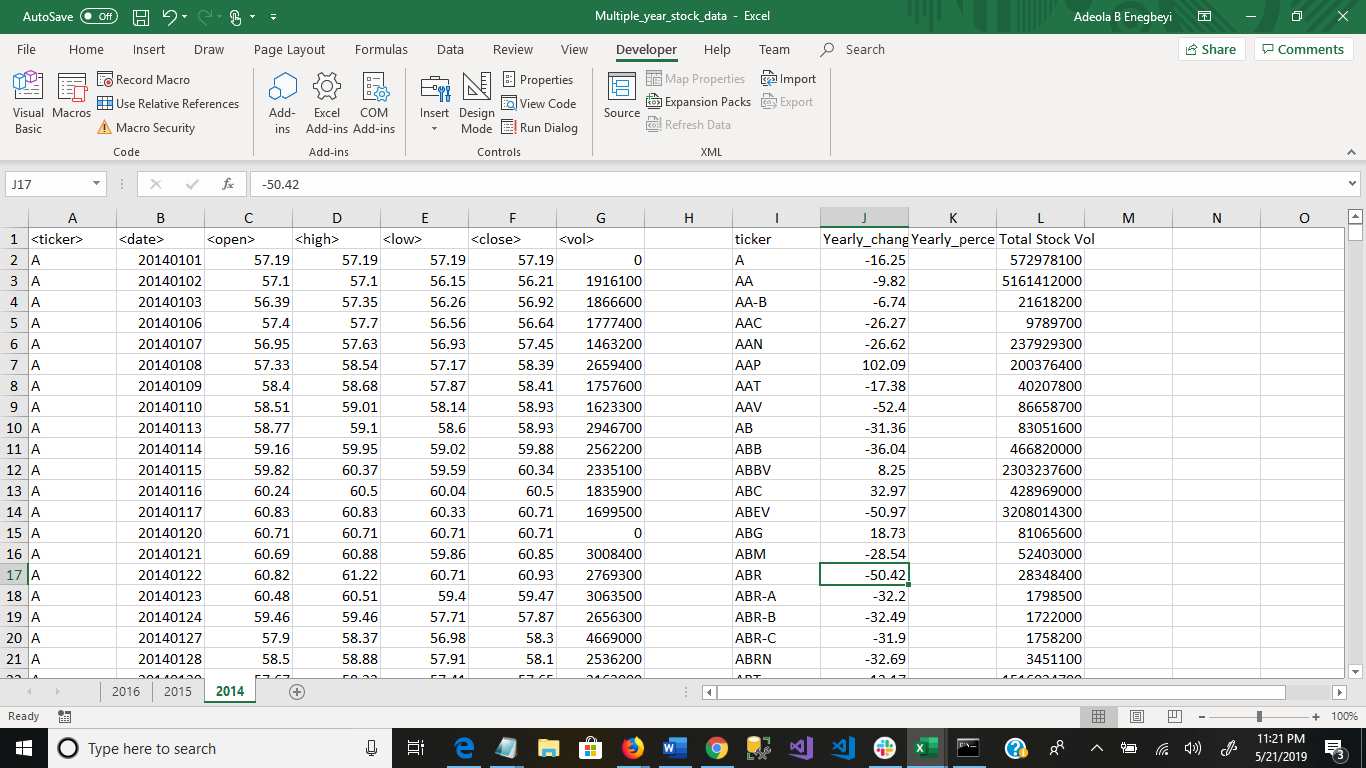 AutoSave Off Multiple_year_stock_data - Excel Adeola B Enegbeyi
File Home Insert Draw Page Layout Formulas Data Review View Developer Help Team Search Share Comments
Visual Basic
Macros
Record Macro
Use Relative References
Macro Security
Code
Add-ins
Excel Add-ins
COM Add-ins
Add-ins
Insert
Design Mode
Properties
View Code
Run Dialog
Controls
Source
Map Properties
Expansion Packs
Refresh Data
Import
Export
XML
J17 fx -50.42
A B C D E F G H I J K L M N O
1 <ticker> <date> <open> <high> <low> <close> <vol> ticker Yearly_chang Yearly_perce Total Stock Vol
2 A 20140101 57.19 57.19 57.19 57.19 0 A -16.25 572978100
3 A 20140102 57.1 57.1 56.15 56.21 1916100 AA -9.82 5161412000
4 A 20140103 56.39 57.35 56.26 56.92 1866600 AA-B -6.74 21618200
5 A 20140106 57.4 57.7 56.56 56.64 1777400 AAC -26.27 9789700
6 A 20140107 56.95 57.63 56.93 57.45 1463200 AAN -26.62 237929300
7 A 20140108 57.33 58.54 57.17 58.39 2659400 AAP 102.09 200376400
8 A 20140109 58.4 58.68 57.87 58.41 1757600 AAT -17.38 40207800
9 A 20140110 58.51 59.01 58.14 58.93 1623300 AAV -52.4 86658700
10 A 20140113 58.77 59.1 58.6 58.93 2946700 AB -31.36 83051600
11 A 20140114 59.16 59.95 59.02 59.88 2562200 ABB -36.04 466820000
12 A 20140115 59.82 60.37 59.59 60.34 2335100 ABBV 8.25 2303237600
13 A 20140116 60.24 60.5 60.04 60.5 1835900 ABC 32.97 428969000
14 A 20140117 60.83 60.83 60.33 60.71 1699500 ABEV -50.97 3208014300
15 A 20140120 60.71 60.71 60.71 60.71 0 ABG 18.73 81065600
16 A 20140121 60.69 60.88 59.86 60.85 3008400 ABM -28.54 52403000
17 A 20140122 60.82 61.22 60.71 60.93 2769300 ABR -50.42 28348400
18 A 20140123 60.48 60.51 59.4 59.47 3063500 ABR-A -32.2 1798500
19 A 20140124 59.46 59.46 57.71 57.87 2656300 ABR-B -32.49 1722000
20 A 20140127 57.9 58.37 56.98 58.3 4669000 ABR-C -31.9 1758200
21 A 20140128 58.5 58.88 57.91 58.1 2536200 ABRN -32.69 3451100
2016 2015 2014
Ready 100%
Type here to search
11:21 PM
5/21/2019
3